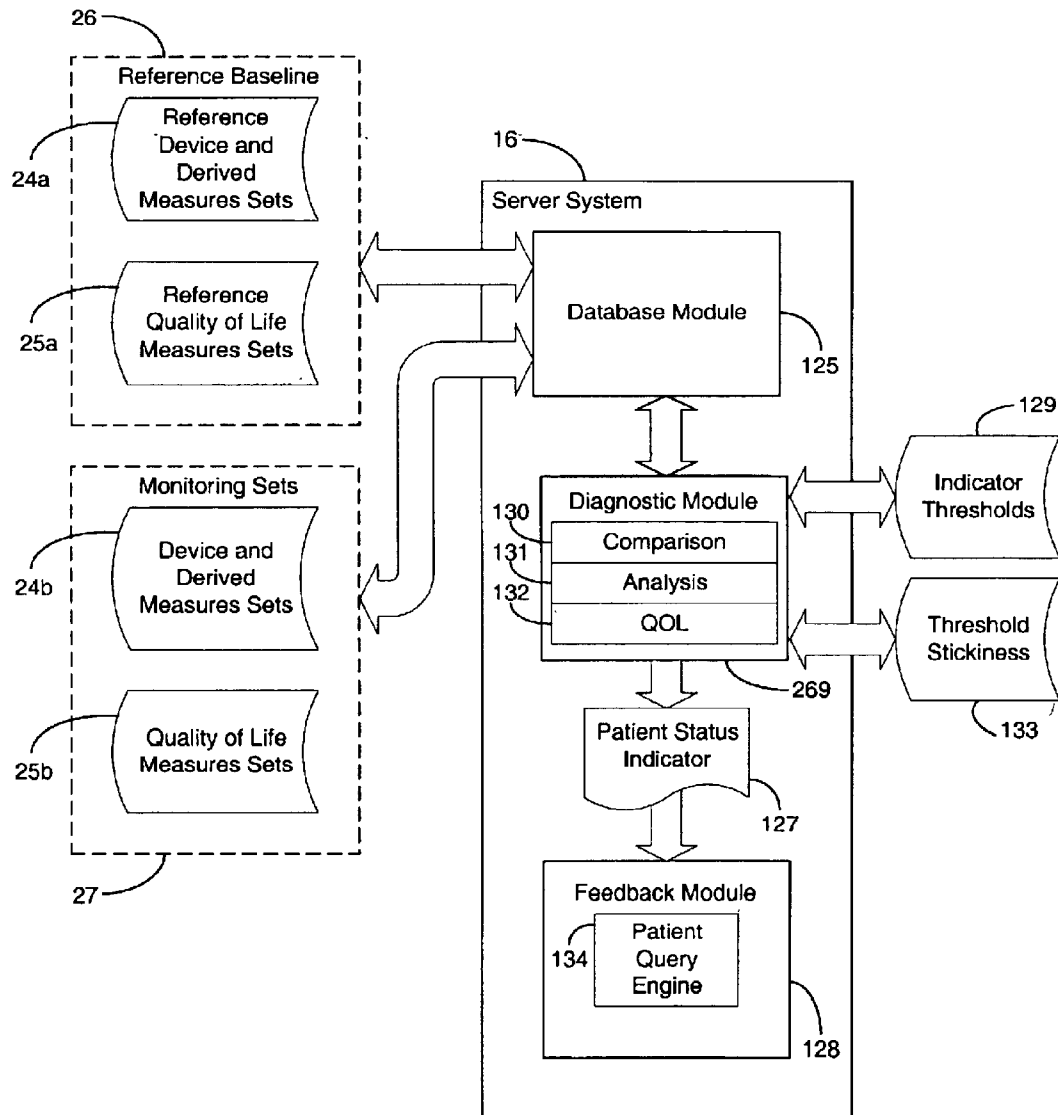 26
Reference Baseline
Reference
Device and
Derived
Measures Sets
24a
Reference
Quality of Life
Measures Sets
25a
Monitoring Sets
Device and
Derived
Measures Sets
24b
Quality of Life
Measures Sets
25b
27
16
Server System
Database Module
125
Diagnostic Module
130
Comparison
131
Analysis
132
QOL
269
129
Indicator
Thresholds
Threshold
Stickiness
133
Patient Status
Indicator
127
Feedback Module
134
Patient
Query
Engine
128